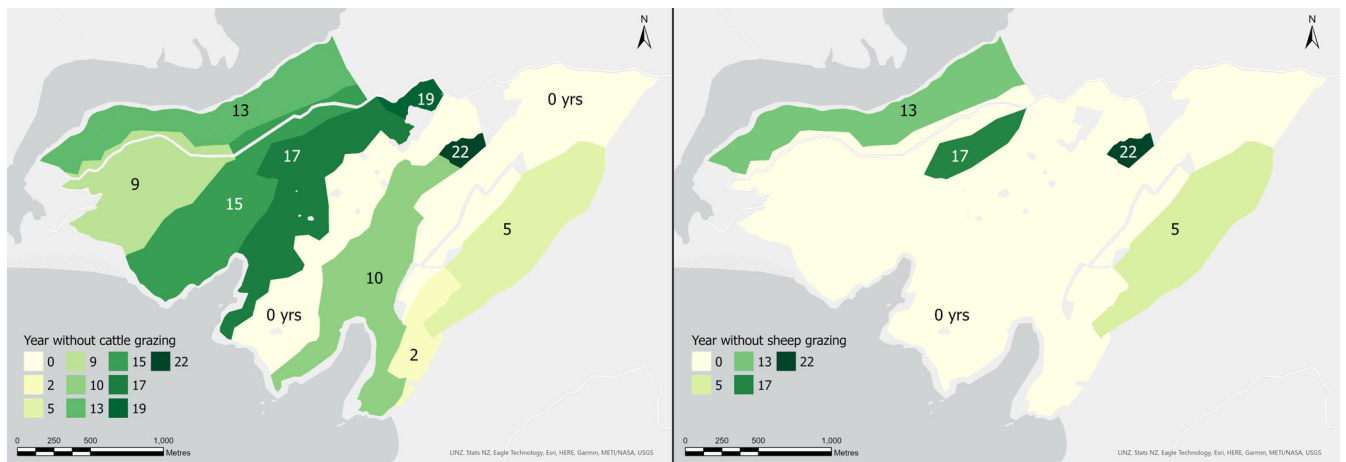 N
13
19
0 yrs
17
22
9
15
5
10
0 yrs
2
Year without cattle grazing
0 9 15 22
2 10 17
5 13 19
0 250 500 1,000
Metres
LINZ, Stats NZ, Eagle Technology, Esri, HERE, Garmin, METI/NASA, USGS
N
13
17
22
5
0 yrs
Year without sheep grazing
0 13 22
5 17
0 250 500 1,000
Metres
LINZ, Stats NZ, Eagle Technology, Esri, HERE, Garmin, METI/NASA, USGS